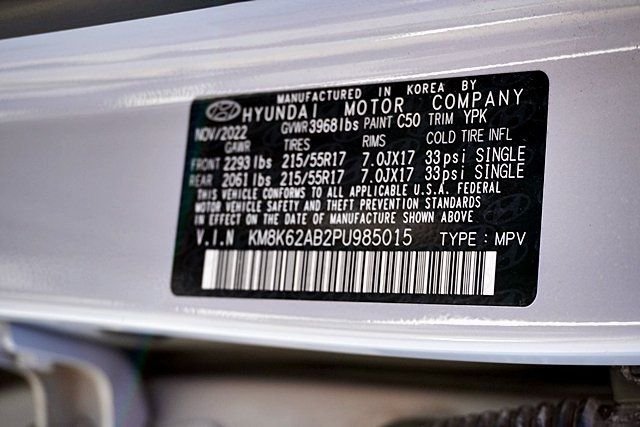 MANUFACTURED IN KOREA BY
HYUNDAI MOTOR COMPANY
NOV/2022 GVWR 3968 lbs PAINT C50 TRIM YPK
GAWR TIRES RIMS COLD TIRE INFL
FRONT 2293 lbs 215/55R17 7.0JX17 33psi SINGLE
REAR 2061 lbs 215/55R17 7.0JX17 33psi SINGLE
THIS VEHICLE CONFORMS TO ALL APPLICABLE U.S.A. FEDERAL
MOTOR VEHICLE SAFETY AND THEFT PREVENTION STANDARDS
IN EFFECT ON THE DATE OF MANUFACTURE SHOWN ABOVE
V.I.N KM8K62AB2PU985015 TYPE : MPV